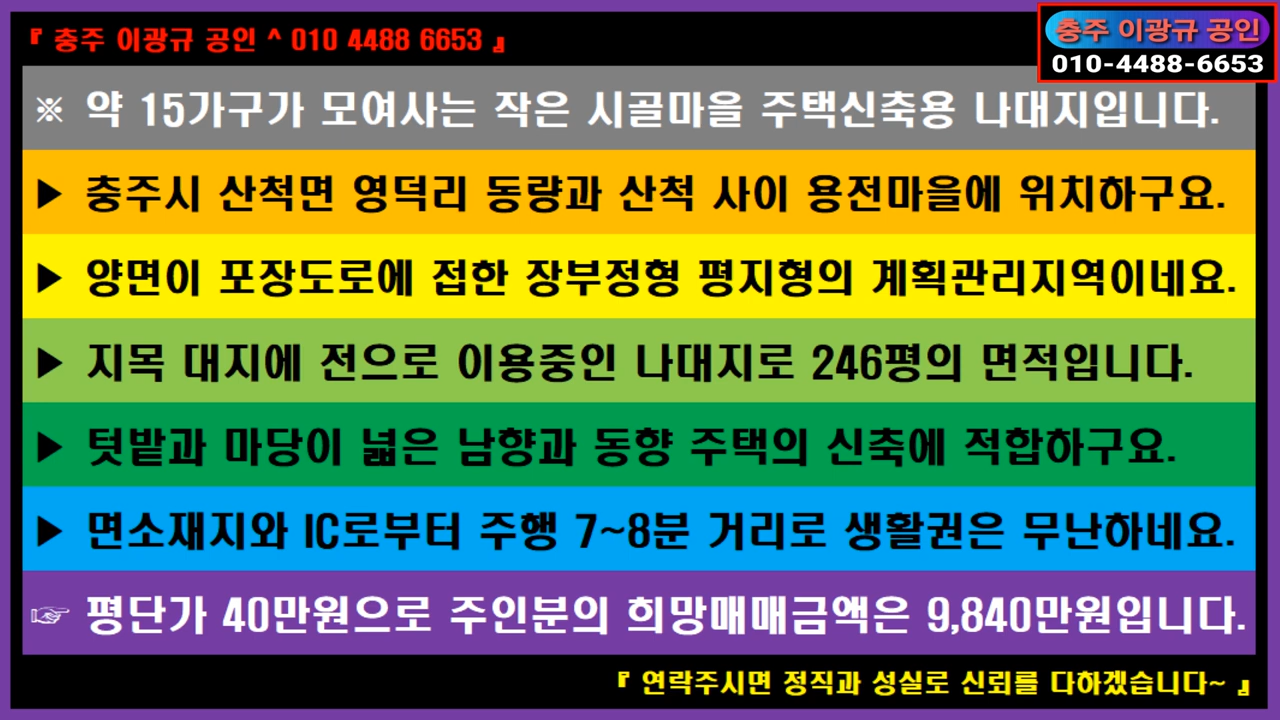 『 충주 이광규 공인 ^ 010 4488 6653 』
충주 이광규 공인
010-4488-6653
※ 약 15가구가 모여사는 작은 시골마을 주택신축용 나대지입니다.
▶ 충주시 산척면 영덕리 동량과 산척 사이 용전마을에 위치하구요.
▶ 양면이 포장도로에 접한 장부정형 평지형의 계획관리지역이네요.
▶ 지목 대지에 전으로 이용중인 나대지로 246평의 면적입니다.
▶ 텃밭과 마당이 넓은 남향과 동향 주택의 신축에 적합하구요.
▶ 면소재지와 IC로부터 주행 7~8분 거리로 생활권은 무난하네요.
☞ 평단가 40만원으로 주인분의 희망매매금액은 9,840만원입니다.
『 연락주시면 정직과 성실로 신뢰를 다하겠습니다~ 』